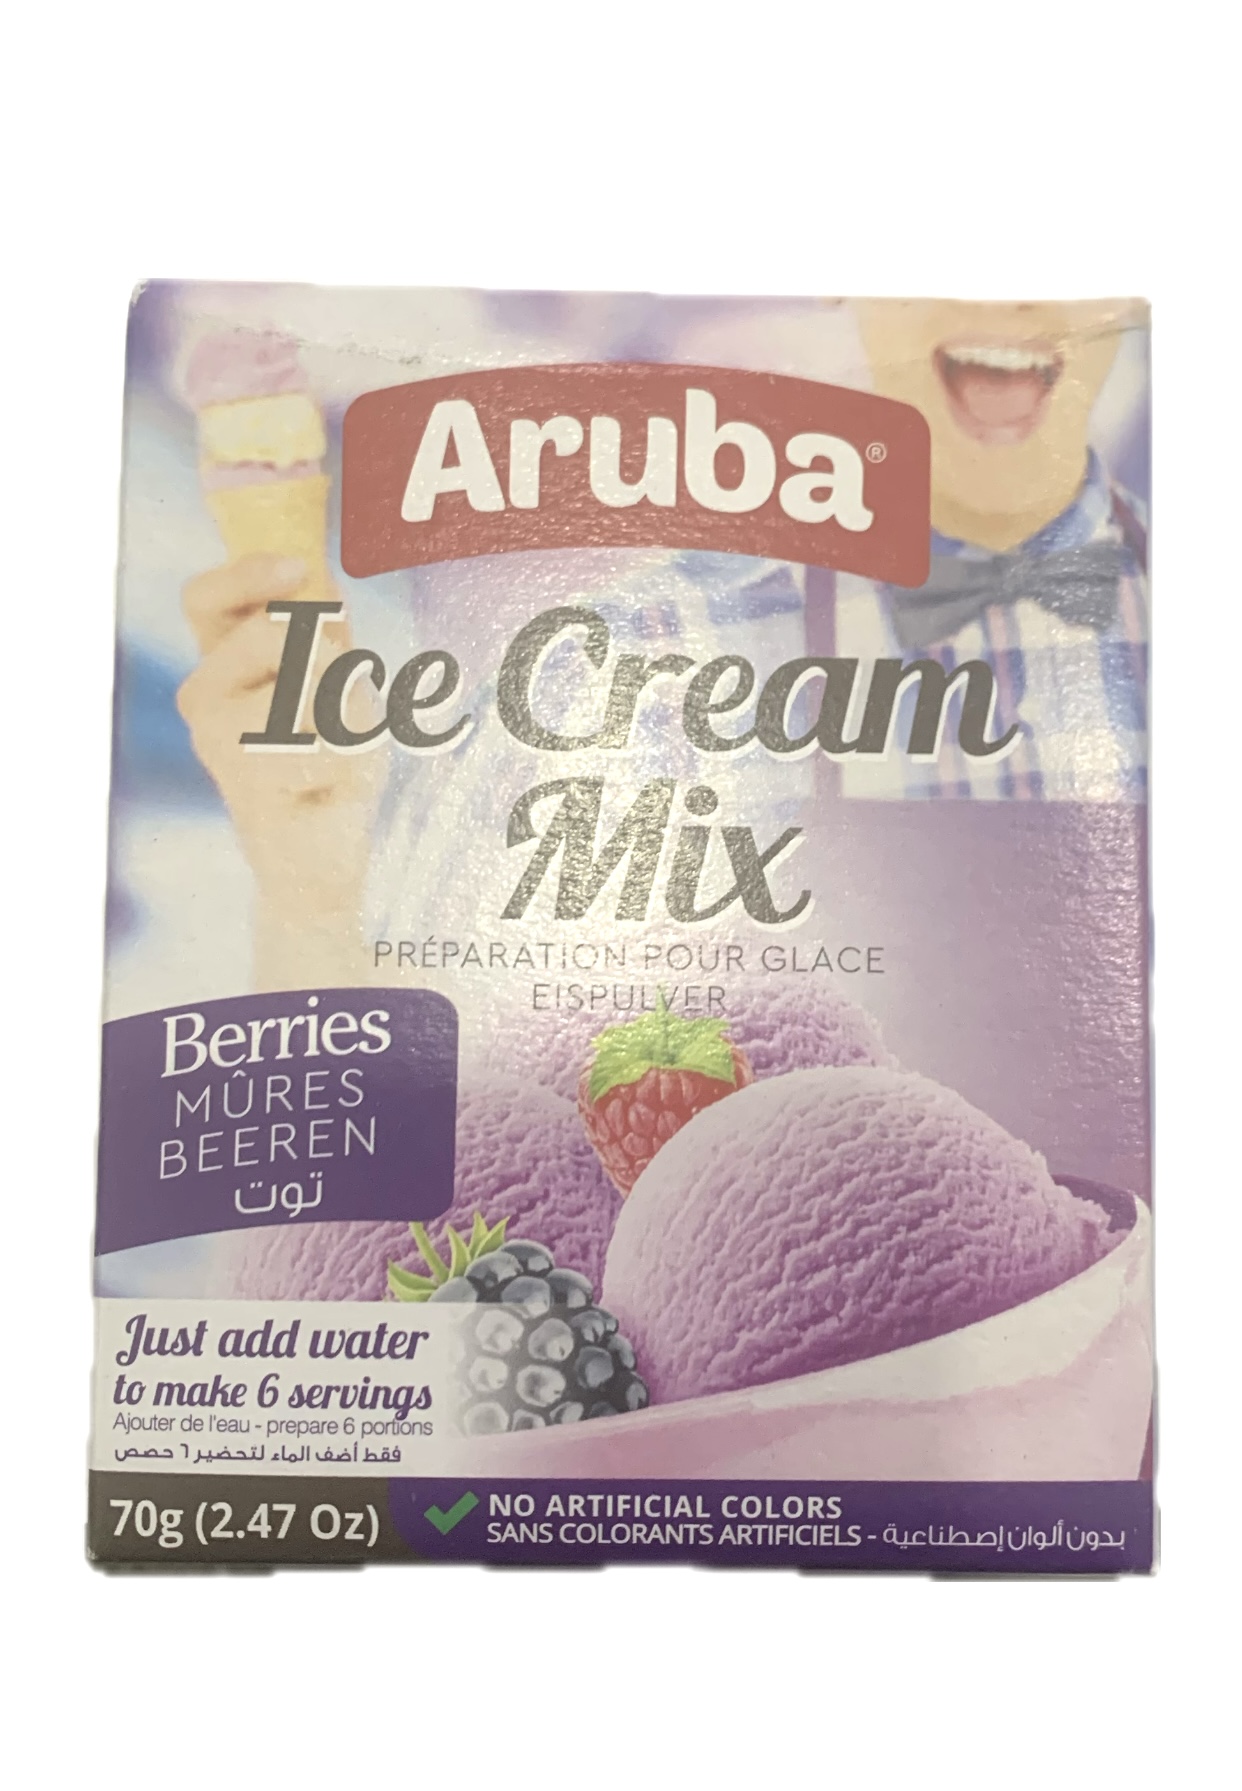 Aruba®
Ice Cream
Mix
PRÉPARATION POUR GLACE
EISPULVER
Berries
MÛRES
BEEREN
توت
Just add water
to make 6 servings
Ajouter de l'eau - prepare 6 portions
فقط أضف الماء لتحضير ٦ حصص
70g (2.47 Oz)
NO ARTIFICIAL COLORS
SANS COLORANTS ARTIFICIELS - بدون ألوان إصطناعية